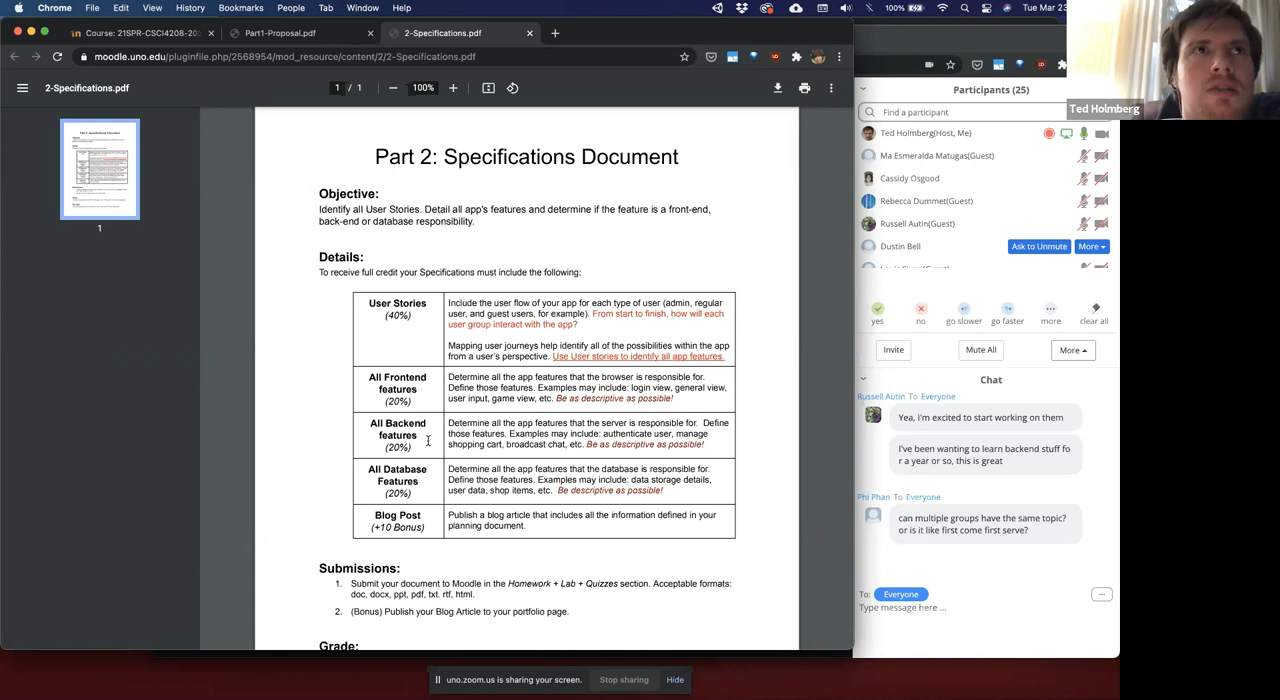 Chrome File Edit View History Bookmarks People Tab Window Help
100% Tue Mar 23
Course: 21SPR-CSCI4208-20:
Part1-Proposal.pdf
2-Specifications.pdf
moodle.uno.edu/pluginfile.php/2568954/mod_resource/content/2/2-Specifications.pdf
2-Specifications.pdf
1 / 1
100%
1
Part 2: Specifications Document
Objective:
Identify all User Stories. Detail all app's features and determine if the feature is a front-end,
back-end or database responsibility.
Details:
To receive full credit your Specifications must include the following:
User Stories
(40%)
Include the user flow of your app for each type of user (admin, regular
user, and guest users, for example). From start to finish, how will each
user group interact with the app?
Mapping user journeys help identify all of the possibilities within the app
from a user's perspective. Use User stories to identify all app features.
All Frontend
features
(20%)
Determine all the app features that the browser is responsible for.
Define those features. Examples may include: login view, general view,
user input, game view, etc. Be as descriptive as possible!
All Backend
features
(20%)
Determine all the app features that the server is responsible for. Define
those features. Examples may include: authenticate user, manage
shopping cart, broadcast chat, etc. Be as descriptive as possible!
All Database
Features
(20%)
Determine all the app features that the database is responsible for.
Define those features. Examples may include: data storage details,
user data, shop items, etc. Be descriptive as possible!
Blog Post
(+10 Bonus)
Publish a blog article that includes all the information defined in your
planning document.
Submissions:
1. Submit your document to Moodle in the Homework + Lab + Quizzes section. Acceptable formats:
doc, docx, ppt, pdf, txt. rtf, html.
2. (Bonus) Publish your Blog Article to your portfolio page.
Grade:
uno.zoom.us is sharing your screen.
Stop sharing
Hide
Ted Holmberg
Participants (25)
Find a participant
Ted Holmberg(Host, Me)
Ma Esmeralda Matugas(Guest)
Cassidy Osgood
Rebecca Dummet(Guest)
Russell Autin(Guest)
Dustin Bell
Ask to Unmute
More
yes
no
go slower
go faster
more
clear all
Invite
Mute All
More
Chat
Russell Autin To Everyone
Yea, i'm excited to start working on them
I've been wanting to learn backend stuff fo
r a year or so, this is great
Phi Phan To Everyone
can multiple groups have the same topic?
or is it like first come first serve?
To: Everyone
...
Type message here ...